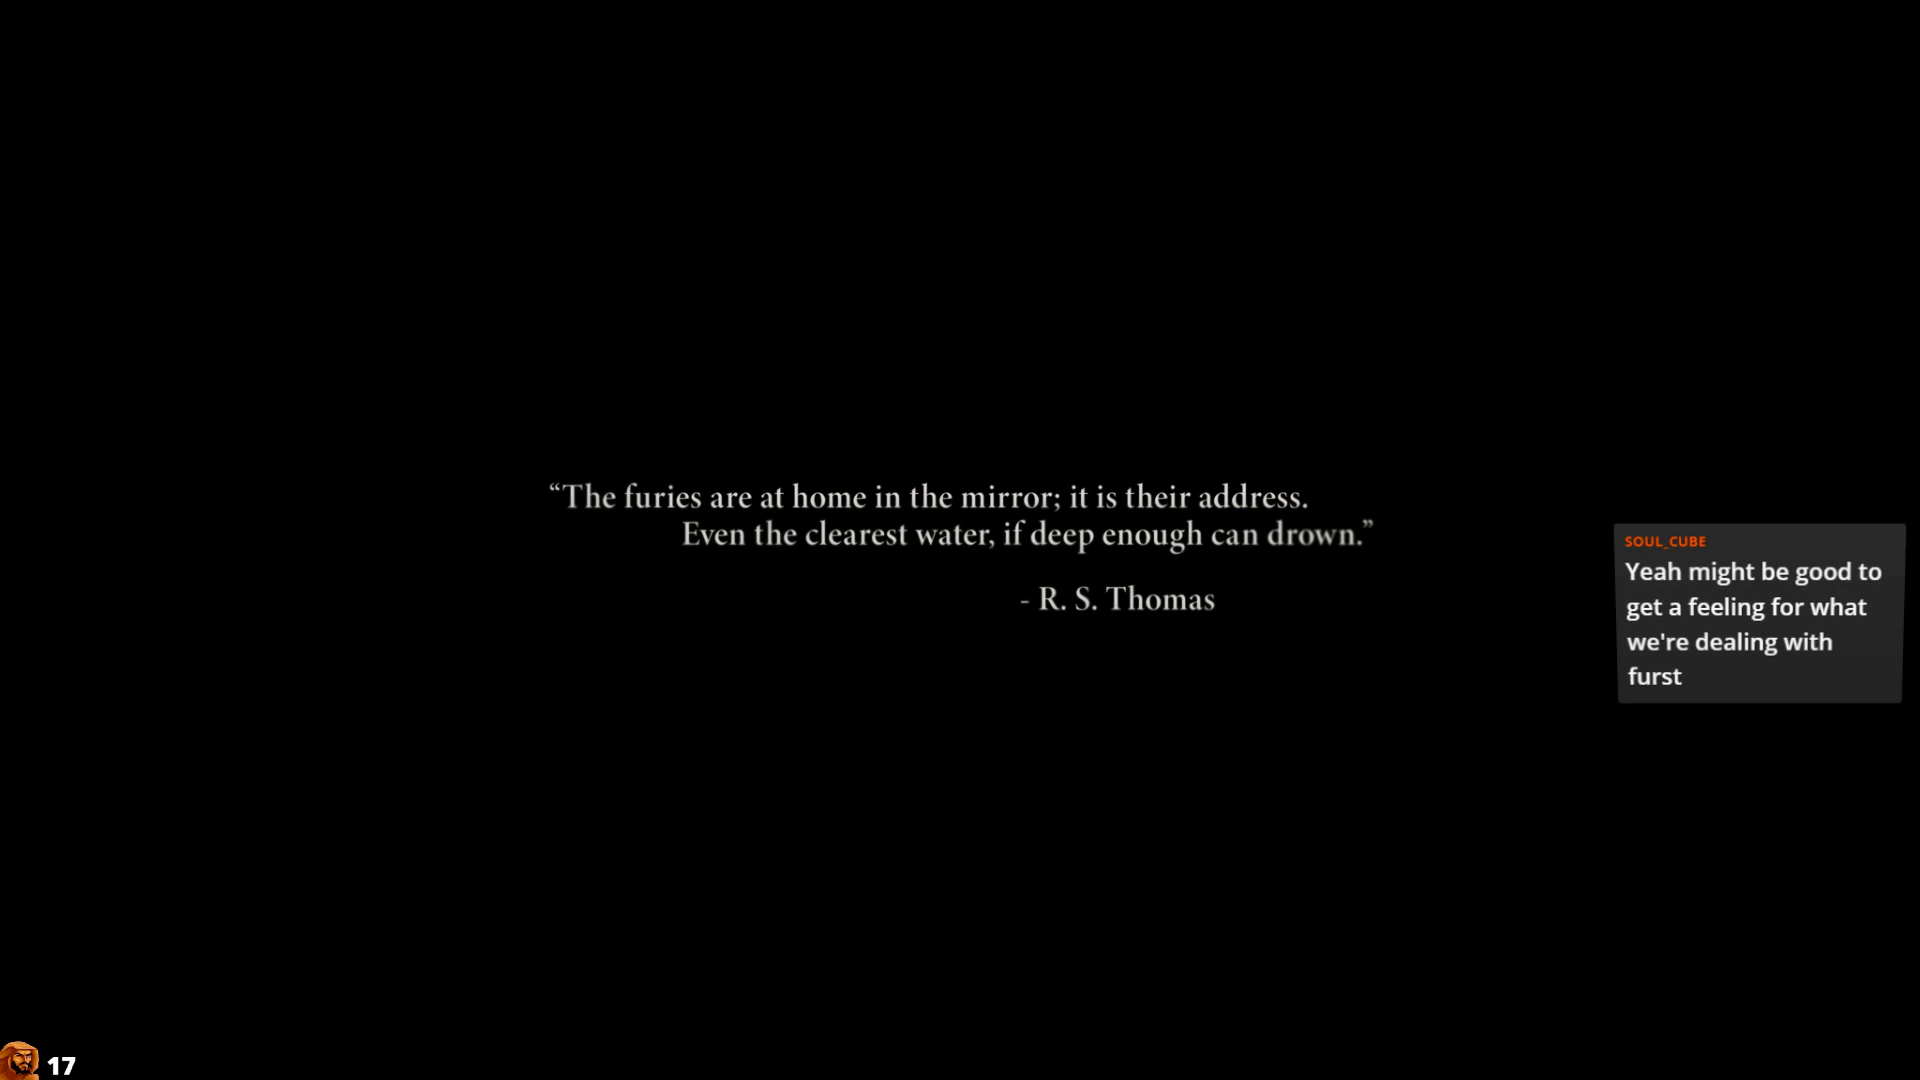 “The furies are at home in the mirror; it is their address.
Even the clearest water, if deep enough can drown.”
- R. S. Thomas
SOUL_CUBE
Yeah might be good to
get a feeling for what
we're dealing with
furst
17